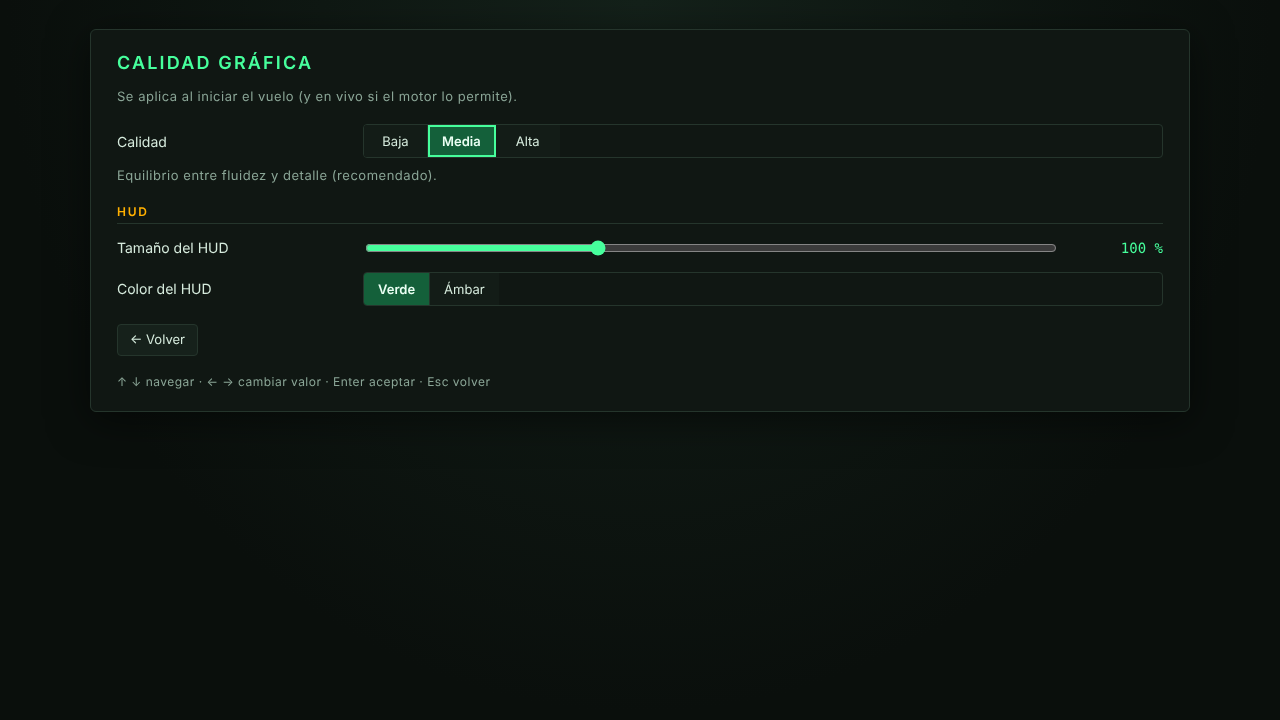 CALIDAD GRÁFICA
Se aplica al iniciar el vuelo (y en vivo si el motor lo permite).
Calidad Baja Media Alta
Equilibrio entre fluidez y detalle (recomendado).
HUD
Tamaño del HUD 100 %
Color del HUD Verde Ámbar
← Volver
↑ ↓ navegar · ← → cambiar valor · Enter aceptar · Esc volver